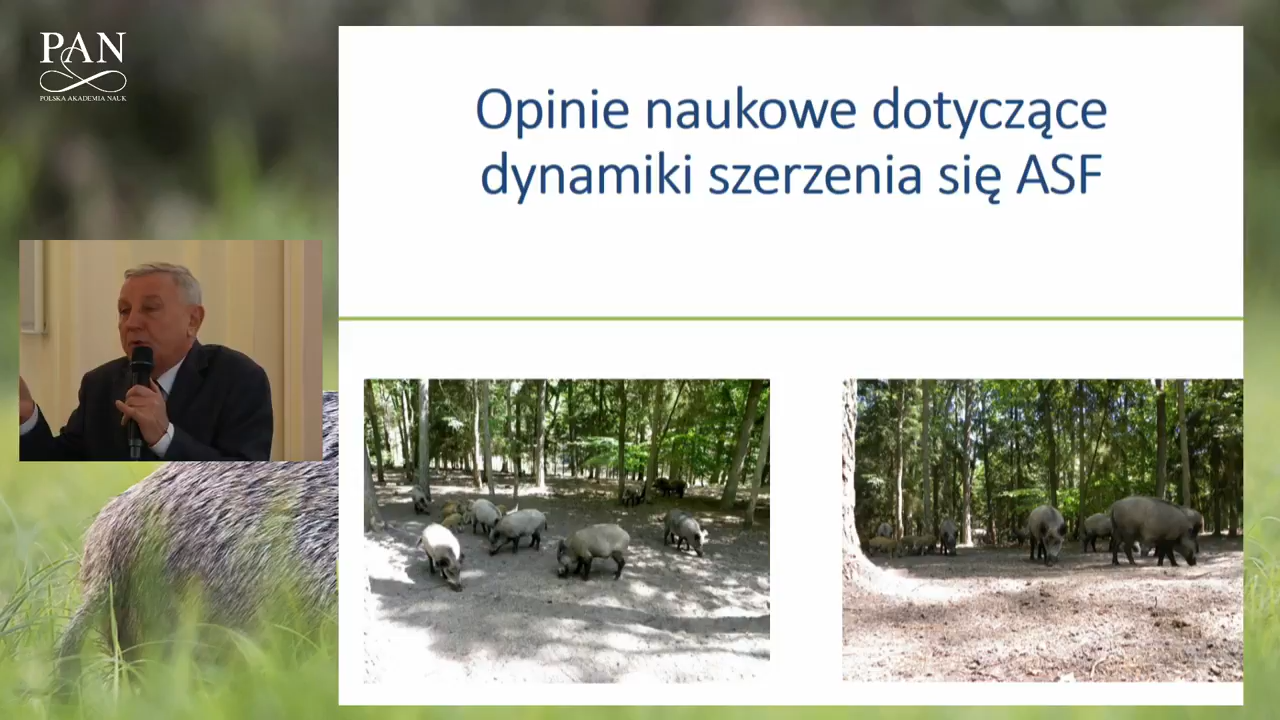 PAN
POLSKA AKADEMIA NAUK
Opinie naukowe dotyczące
dynamiki szerzenia się ASF